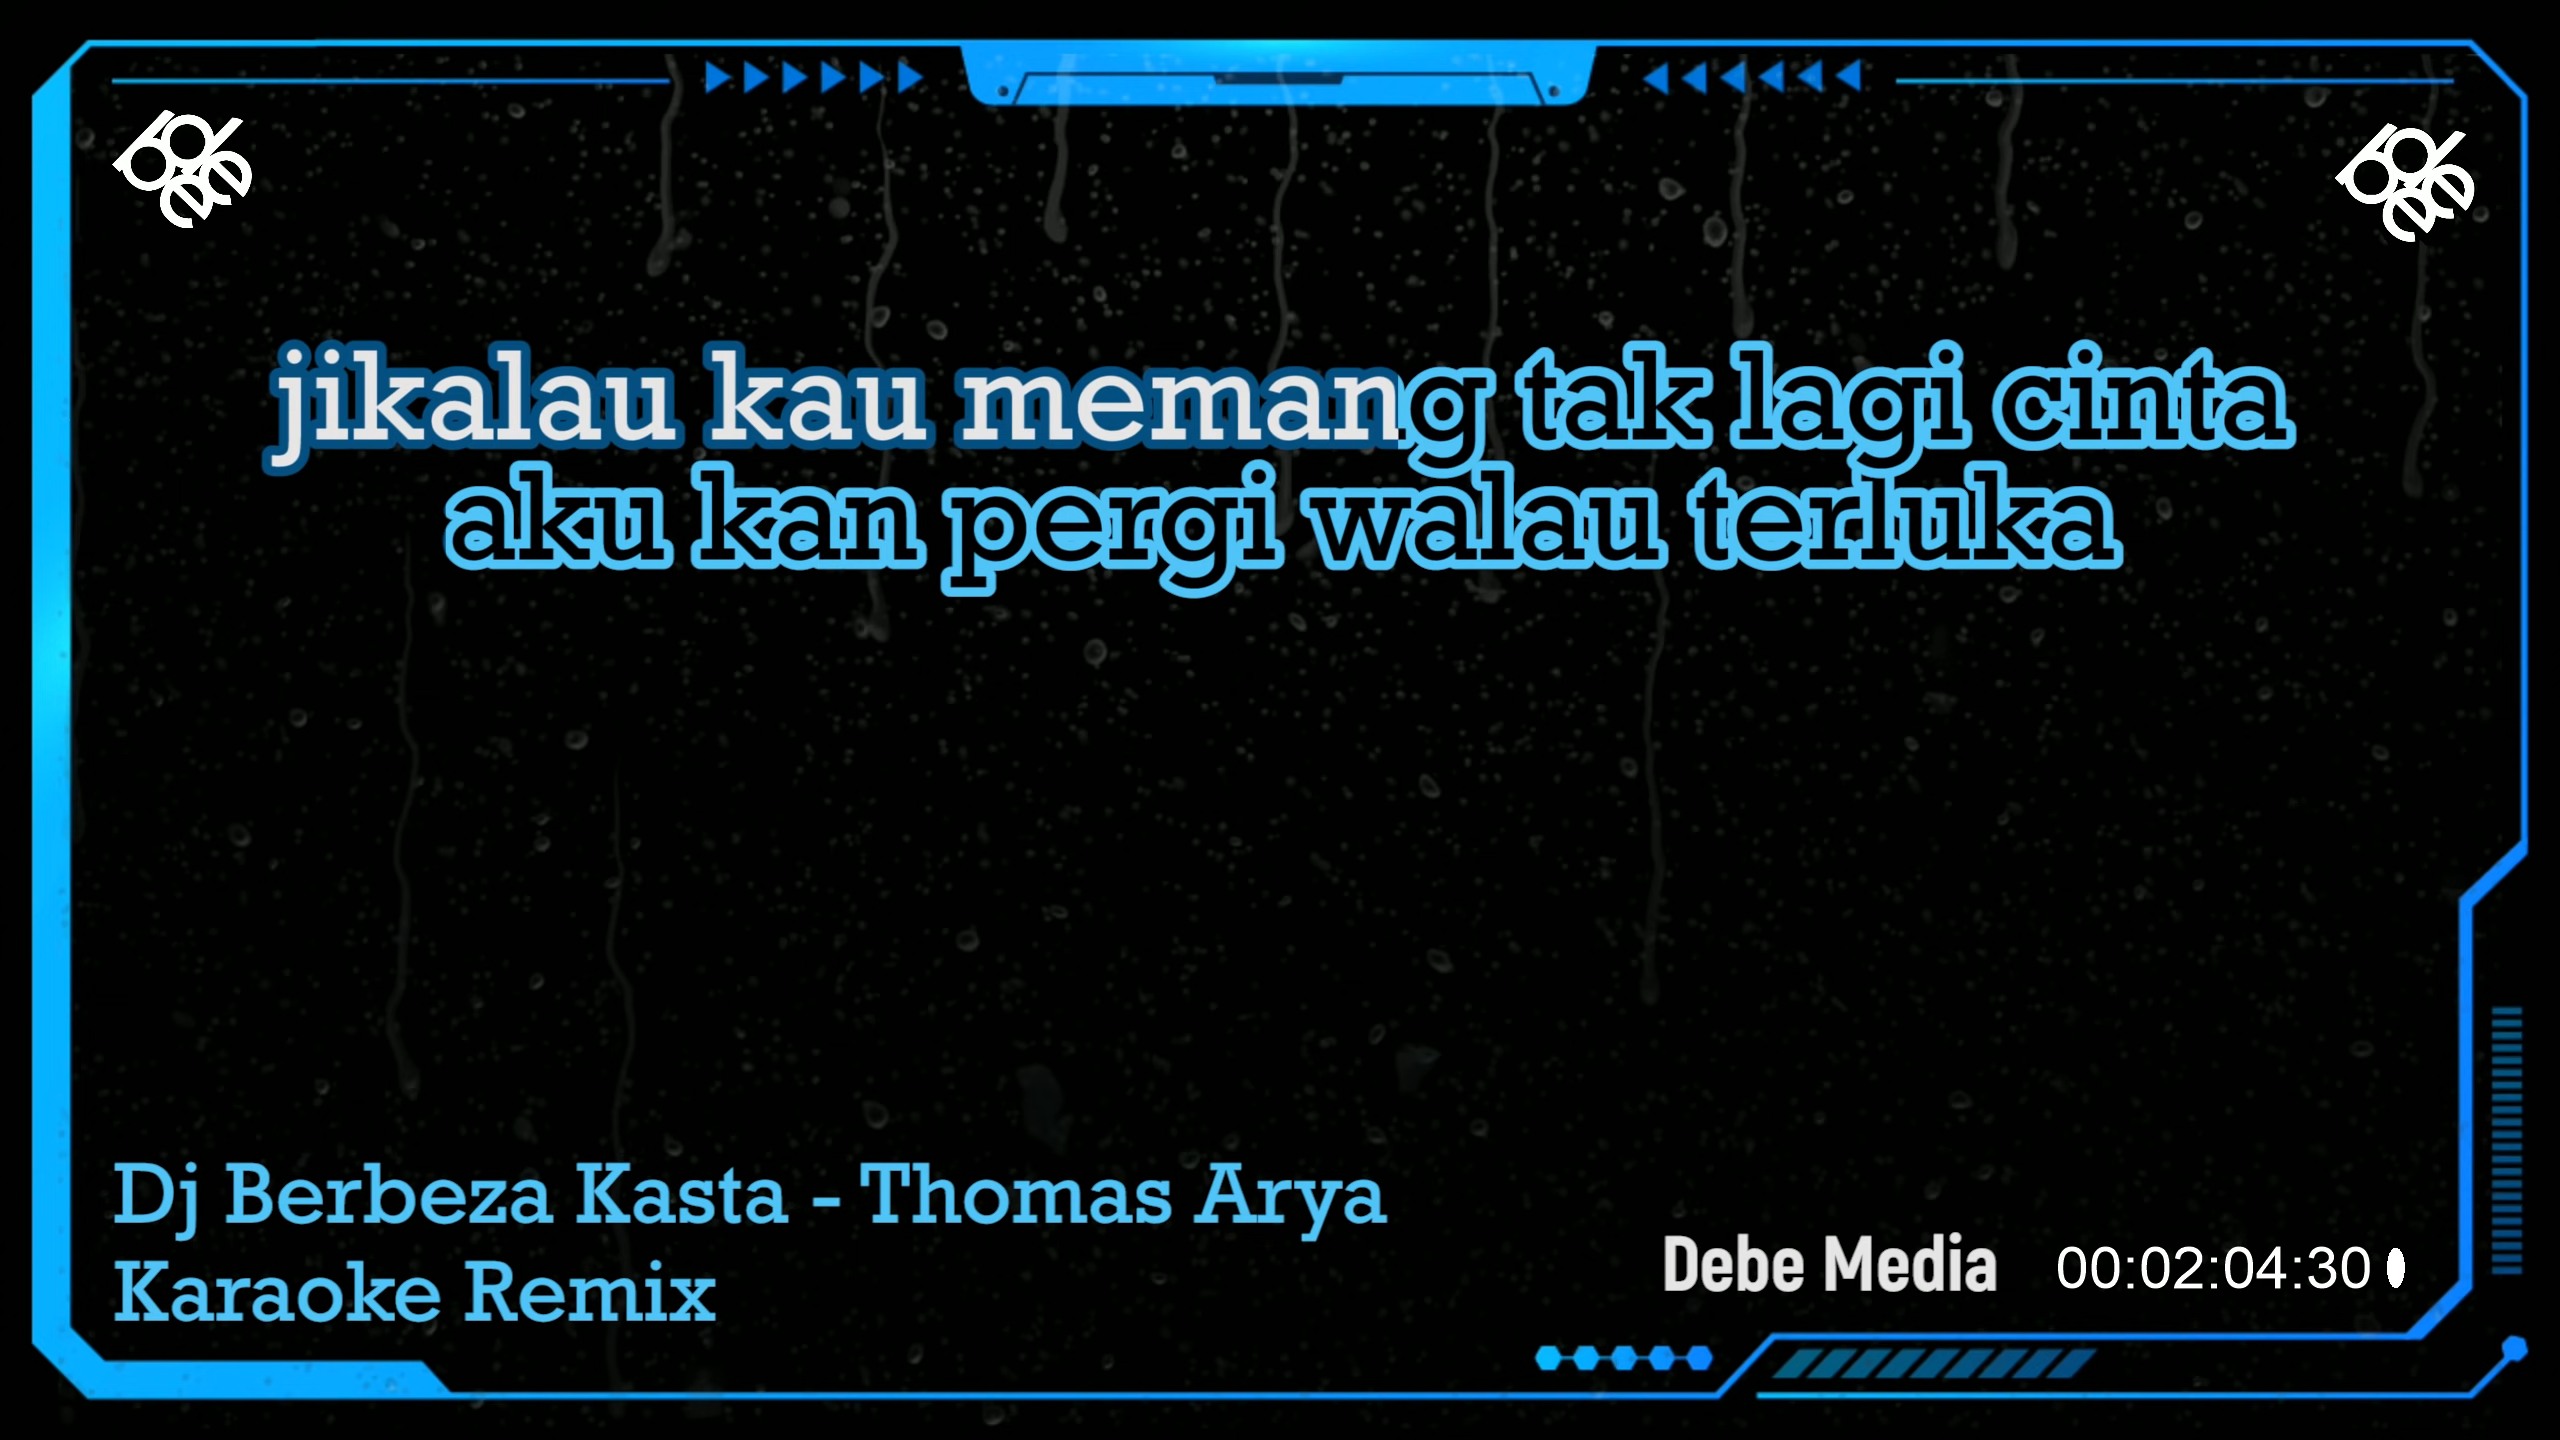 jikalau kau memang tak lagi cinta
aku kan pergi walau terluka
Dj Berbeza Kasta - Thomas Arya
Karaoke Remix
Debe Media 00:02:04:30